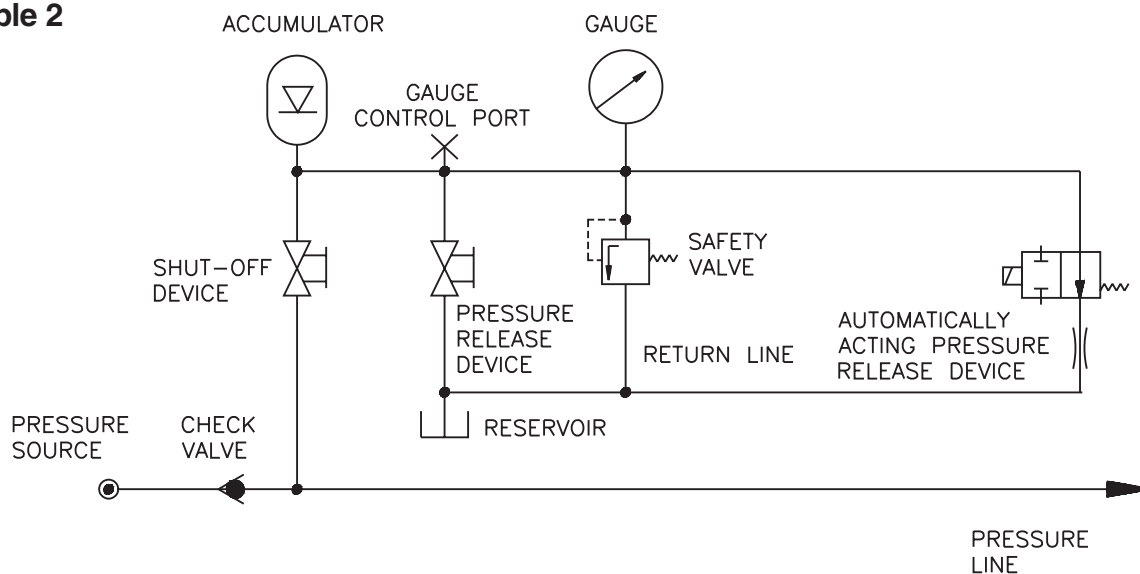 ble 2
ACCUMULATOR
GAUGE
GAUGE
CONTROL PORT
SAFETY
VALVE
SHUT-OFF
DEVICE
PRESSURE
RELEASE
DEVICE
AUTOMATICALLY
ACTING PRESSURE
RELEASE DEVICE
RETURN LINE
PRESSURE
SOURCE
CHECK
VALVE
RESERVOIR
PRESSURE
LINE